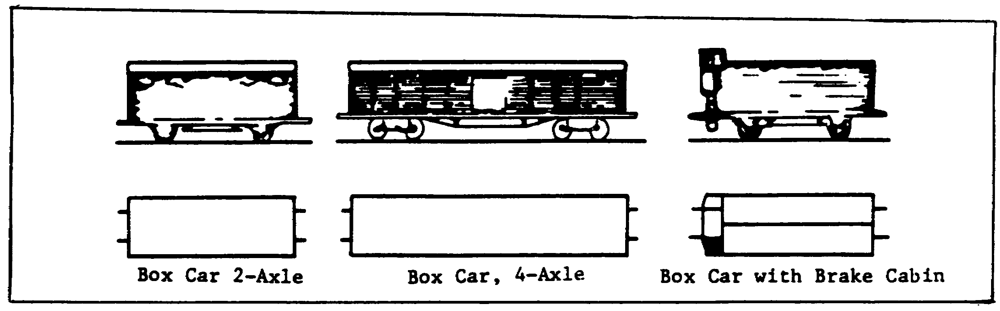 Box Car 2-Axle
Box Car, 4-Axle
Box Car with Brake Cabin